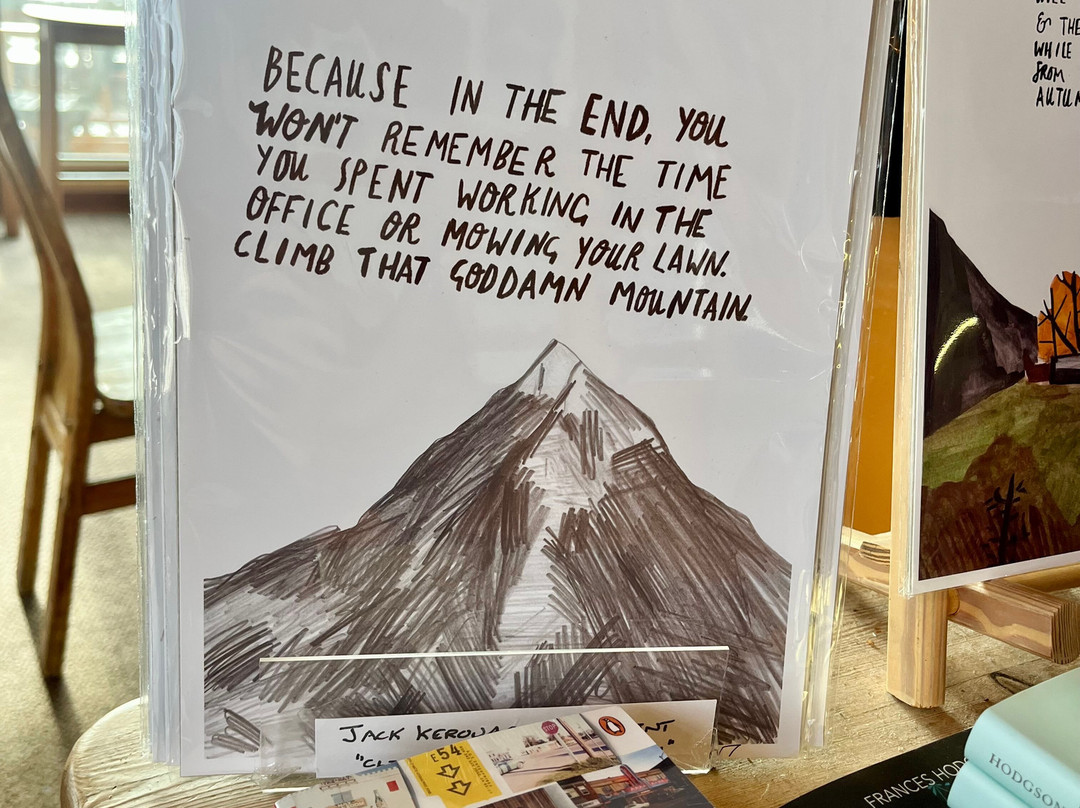 BECAUSE IN THE END, YOU
WON'T REMEMBER THE TIME
YOU SPENT WORKING IN THE
OFFICE OR MOWING YOUR LAWN.
CLIMB THAT GODDAMN MOUNTAIN.
& THE
WHILE
FROM
JACK
£54
FRANCES
HODGSON